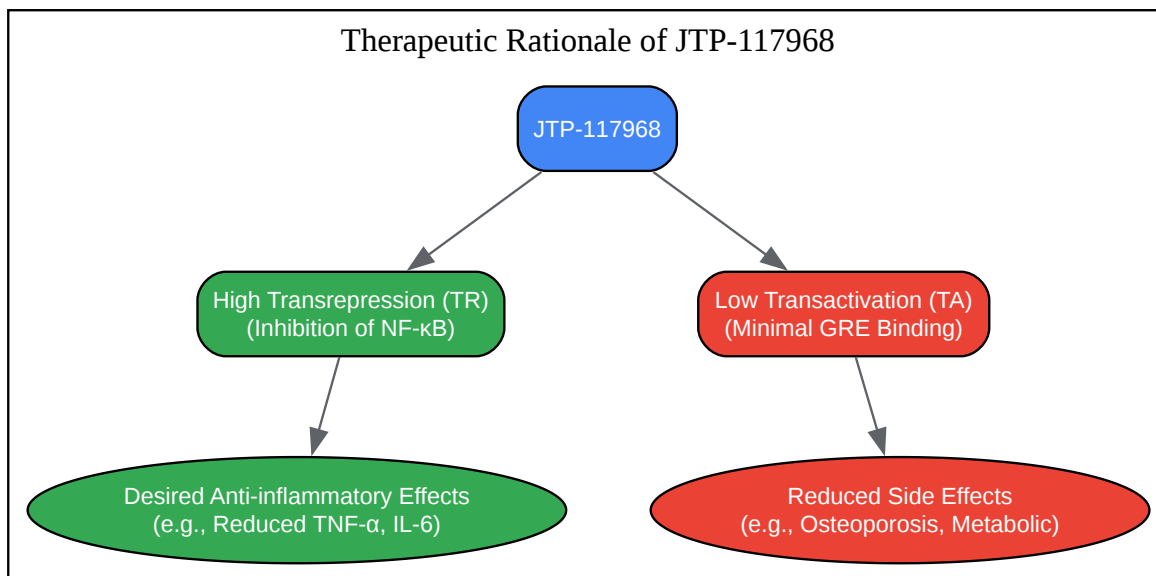 Therapeutic Rationale of JTP-117968
JTP-117968
High Transrepression (TR)
(Inhibition of NF-κB)
Low Transactivation (TA)
(Minimal GRE Binding)
Desired Anti-inflammatory Effects
(e.g., Reduced TNF-α, IL-6)
Reduced Side Effects
(e.g., Osteoporosis, Metabolic)